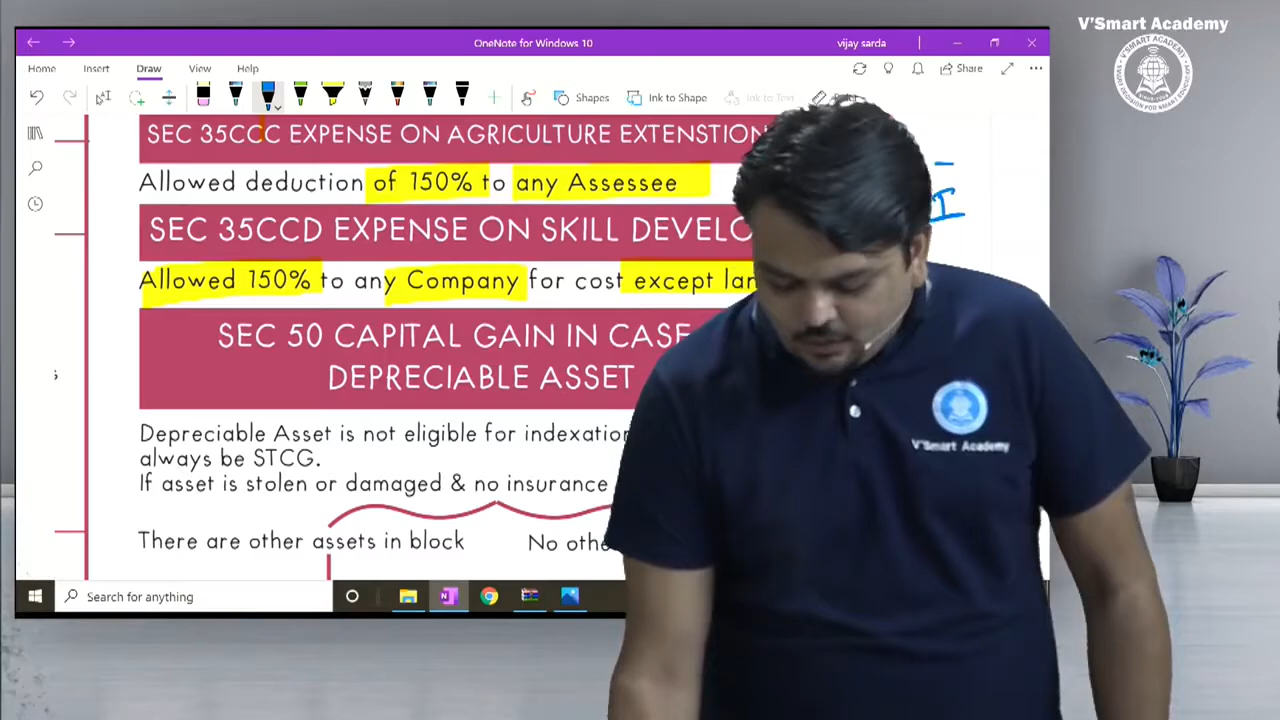 V'Smart Academy
OneNote for Windows 10
vijay sarda
Home Insert Draw View Help
Share
Shapes Ink to Shape Ink to Text
SEC 35CCC EXPENSE ON AGRICULTURE EXTENSTION
Allowed deduction of 150% to any Assessee
SEC 35CCD EXPENSE ON SKILL DEVELO
Allowed 150% to any Company for cost except lan
SEC 50 CAPITAL GAIN IN CASE
DEPRECIABLE ASSET
Depreciable Asset is not eligible for indexation
always be STCG.
If asset is stolen or damaged & no insurance
There are other assets in block No othe
Search for anything
V'Smart Academy